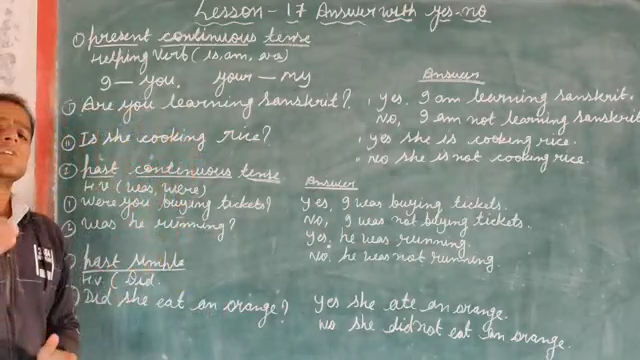 Lesson - 17 Answer with yes-no
① present continuous tense
Helping Verb (is, am, are)
I — you, your — my
Answer
① Are you learning sanskrit? , yes, I am learning sanskrit.
No, I am not learning sanskrit
② Is she cooking rice? , yes she is cooking rice.
, no she is not cooking rice.
② past continuous tense
H.V (was, were) Answer
① Were you buying tickets? Yes, I was buying tickets.
No, I was not buying tickets.
② Was he running? Yes, he was running.
No, he was not running.
past simple
H.V. ( Did.
Did she eat an orange? Yes she ate an orange.
No she did not eat an orange.